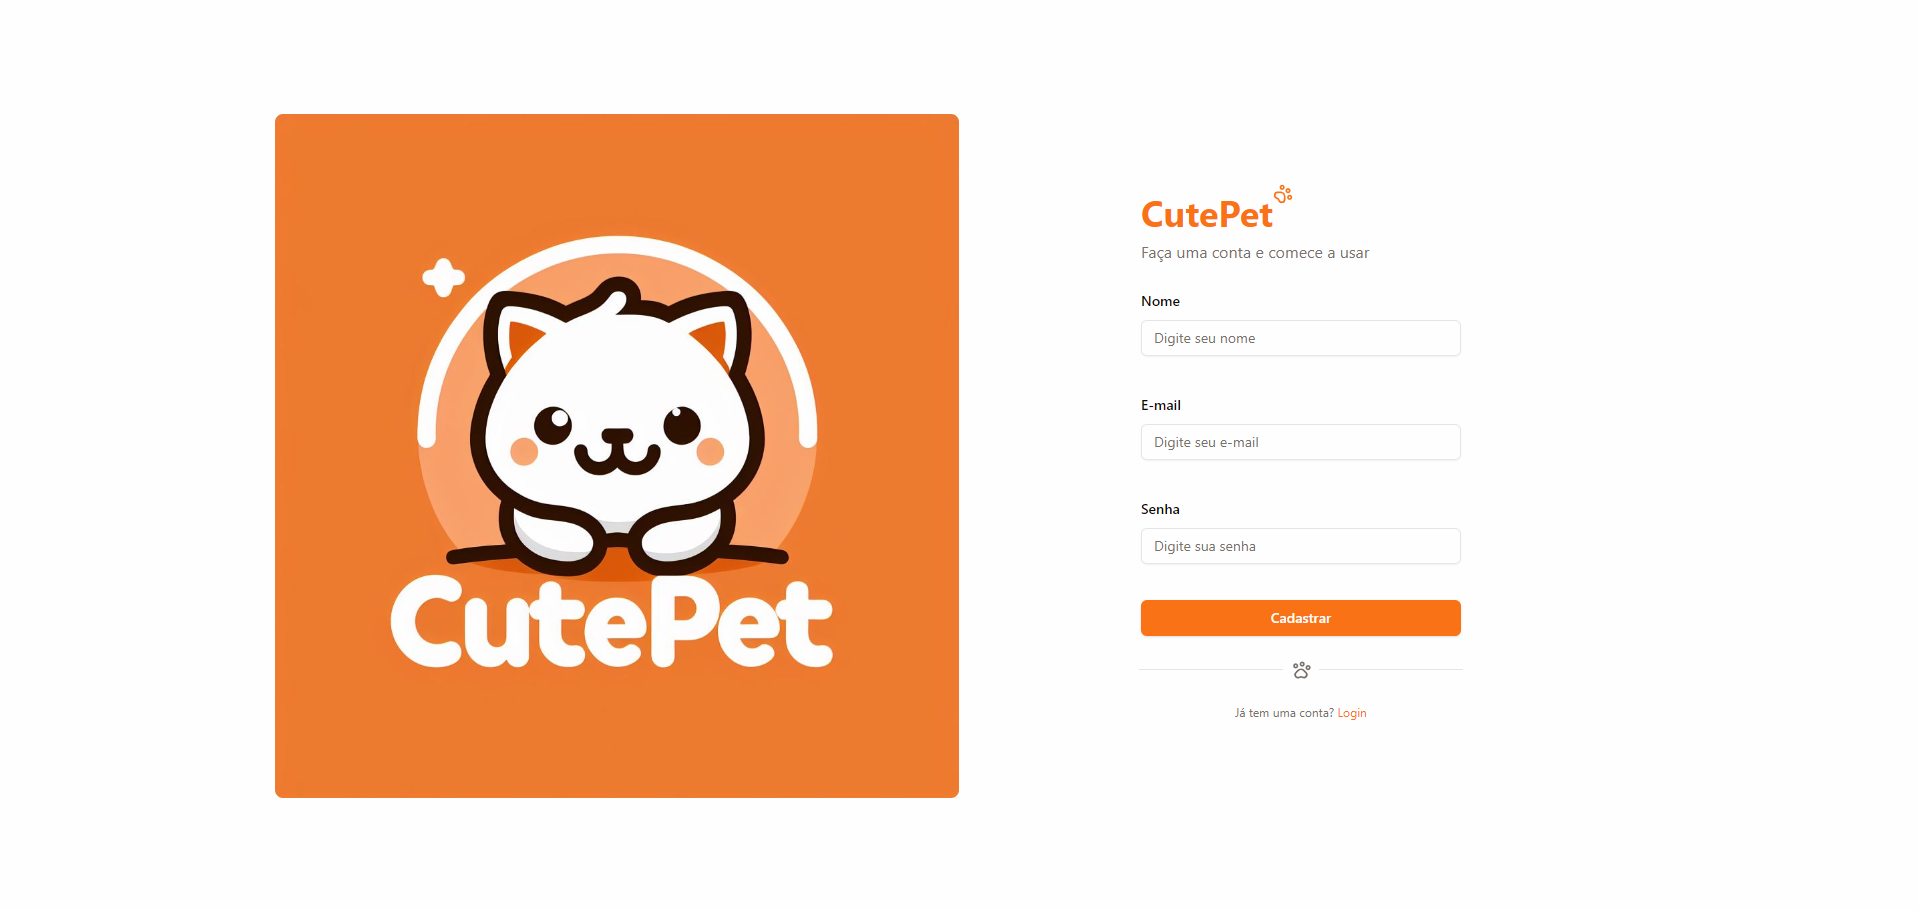 CutePet
CutePet
Faça uma conta e comece a usar
Nome
Digite seu nome
E-mail
Digite seu e-mail
Senha
Digite sua senha
Cadastrar
Já tem uma conta? Login